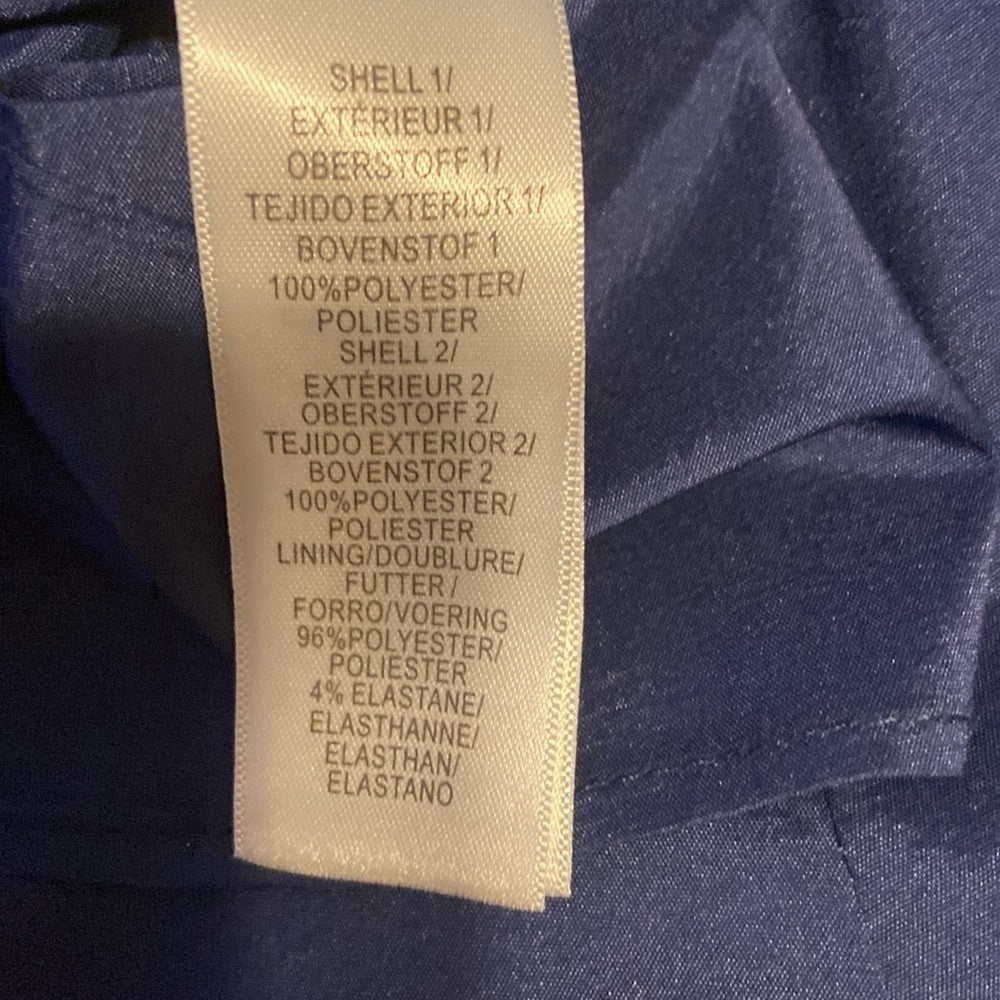 SHELL 1/
EXTÉRIEUR 1/
OBERSTOFF 1/
TEJIDO EXTERIOR 1/
BOVENSTOF 1
100%POLYESTER/
POLIESTER
SHELL 2/
EXTÉRIEUR 2/
OBERSTOFF 2/
TEJIDO EXTERIOR 2/
BOVENSTOF 2
100%POLYESTER/
POLIESTER
LINING/DOUBLURE/
FUTTER /
FORRO/VOERING
96%POLYESTER/
POLIESTER
4% ELASTANE/
ELASTHANNE/
ELASTHAN/
ELASTANO